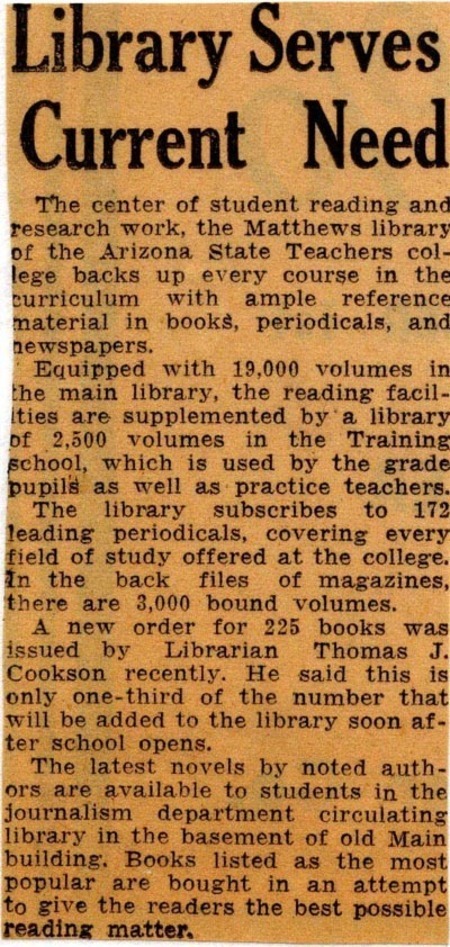 Library Serves
Current Need
The center of student reading and
research work, the Matthews library
of the Arizona State Teachers col-
lege backs up every course in the
curriculum with ample reference
material in books, periodicals, and
newspapers.
Equipped with 19,000 volumes in
the main library, the reading facil-
ities are supplemented by a library
of 2,500 volumes in the Training
school, which is used by the grade
pupils as well as practice teachers.
The library subscribes to 172
leading periodicals, covering every
field of study offered at the college.
In the back files of magazines,
there are 3,000 bound volumes.
A new order for 225 books was
issued by Librarian Thomas J.
Cookson recently. He said this is
only one-third of the number that
will be added to the library soon af-
ter school opens.
The latest novels by noted auth-
ors are available to students in the
journalism department circulating
library in the basement of old Main
building. Books listed as the most
popular are bought in an attempt
to give the readers the best possible
reading matter.